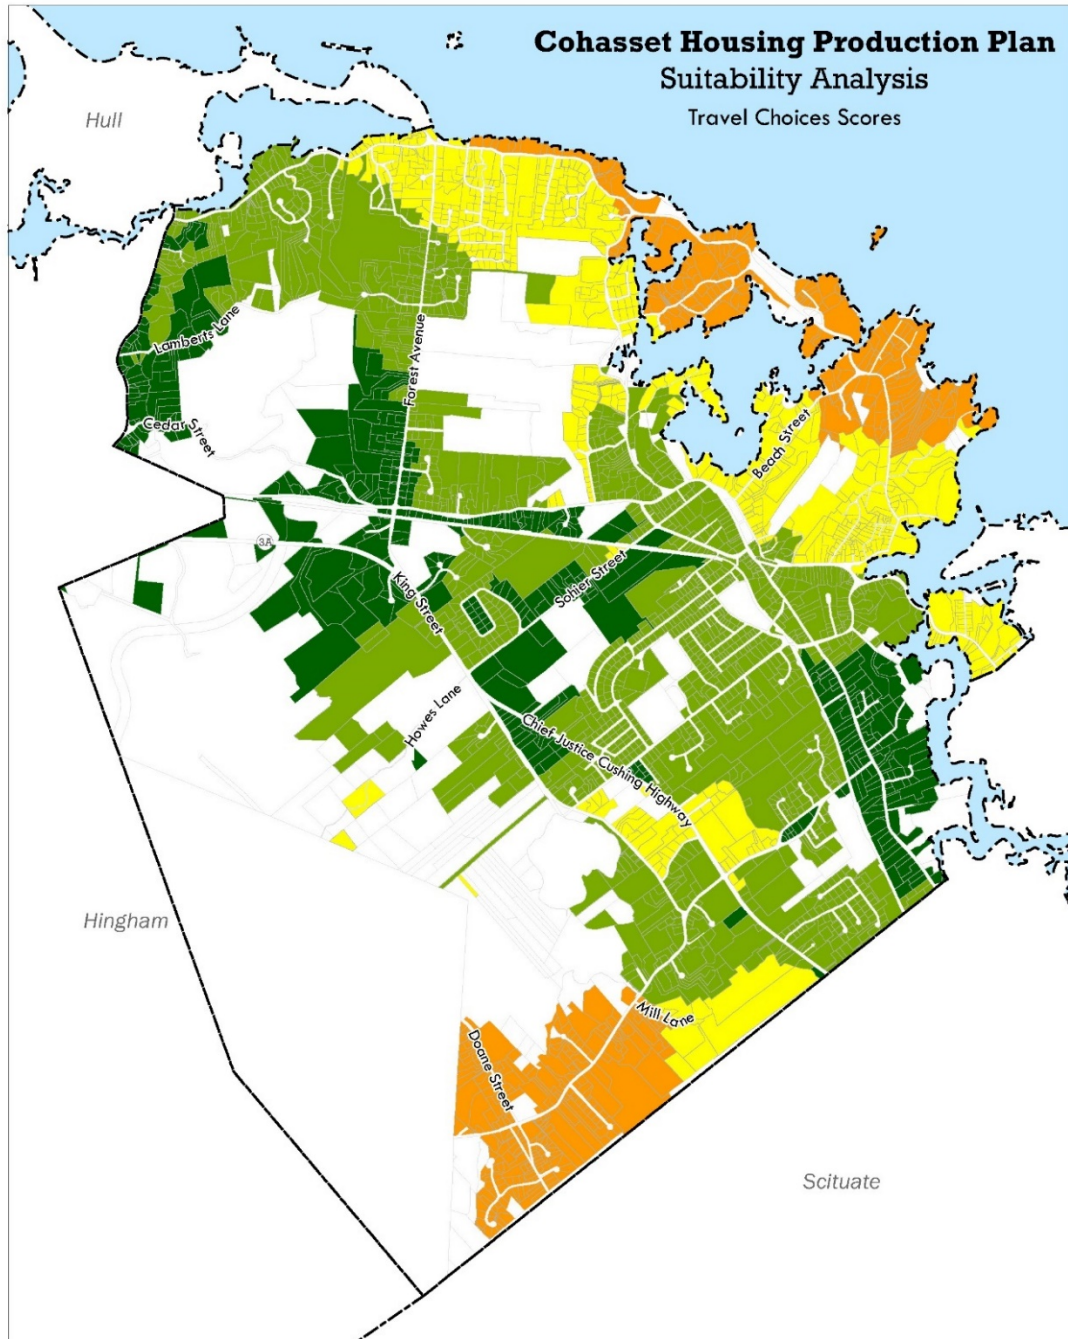 Cohasset Housing Production Plan
Suitability Analysis
Travel Choices Scores
Hull
Lamberts Lane
Forest Avenue
Cedar Street
Beach Street
3A
King Street
Sohier Street
Howes Lane
Chief Justice Cushing Highway
Hingham
Mill Lane
Doane Street
Scituate